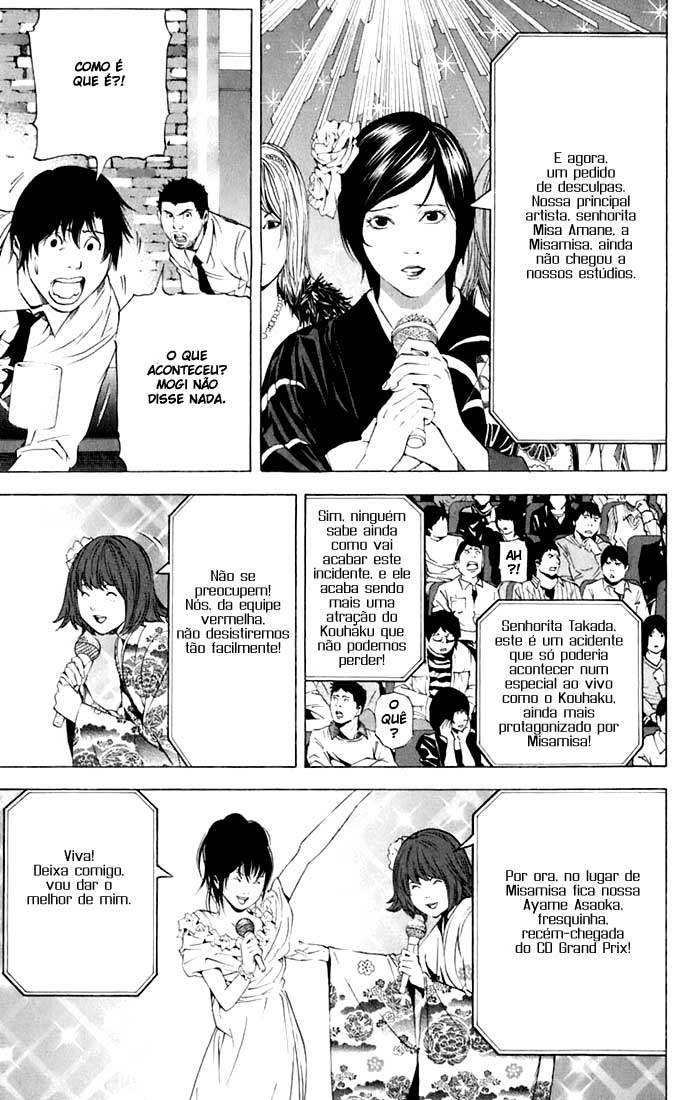 E agora,
um pedido
de desculpas.
Nossa principal
artista, senhorita
Misa Amane, a
Misamisa, ainda
não chegou a
nossos estúdios.
COMO É
QUE É?!
O QUE
ACONTECEU?
MOGI NÃO
DISSE NADA.
AH
?!
Senhorita Takada,
este é um acidente
que só poderia
acontecer num
especial ao vivo
como o Kouhaku,
ainda mais
protagonizado por
Misamisa!
Sim, ninguém
sabe ainda
como vai
acabar este
incidente, e ele
acaba sendo
mais uma
atração do
Kouháku que
não podemos
perder!
O
QUÊ
?
Não se
preocupem!
Nós, da equipe
vermelha,
não desistiremos
tão facilmente!
Por ora, no lugar de
Misamisa fica nossa
Ayame Asaoka,
fresquinha,
recém-chegada
do CD Grand Prix!
Viva!
Deixa comigo,
vou dar o
melhor de mim.